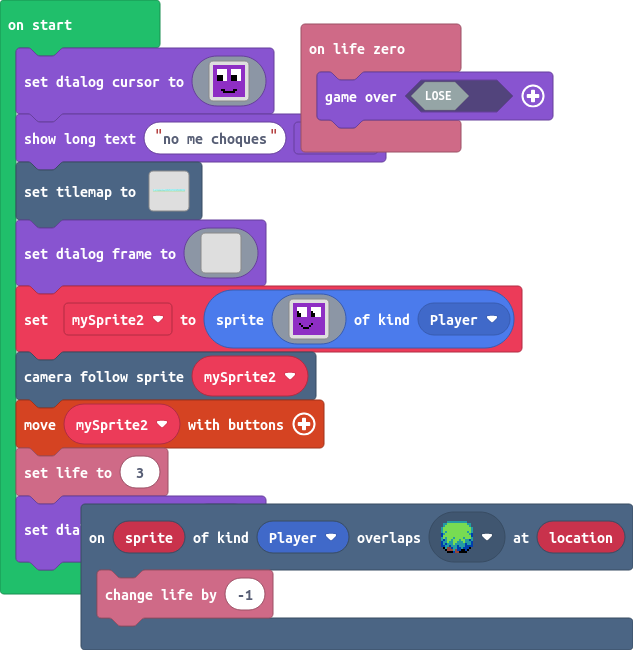 on start
on life zero
set dialog cursor to
game over LOSE
show long text "no me choques"
set tilemap to
set dialog frame to
set mySprite2 to sprite of kind Player
camera follow sprite mySprite2
move mySprite2 with buttons
set life to 3
set dia
on sprite of kind Player overlaps at location
change life by -1